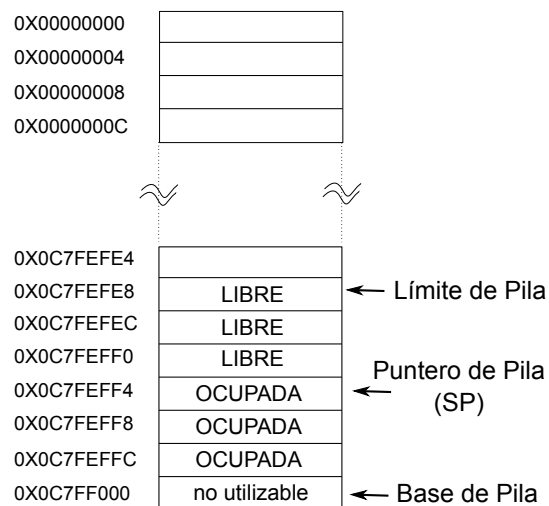 0X00000000
0X00000004
0X00000008
0X0000000C
0X0C7FEFE4
0X0C7FEFE8 LIBRE Límite de Pila
0X0C7FEFEC LIBRE
0X0C7FEFF0 LIBRE
0X0C7FEFF4 OCUPADA Puntero de Pila
(SP)
0X0C7FEFF8 OCUPADA
0X0C7FEFFC OCUPADA
0X0C7FF000 no utilizable Base de Pila